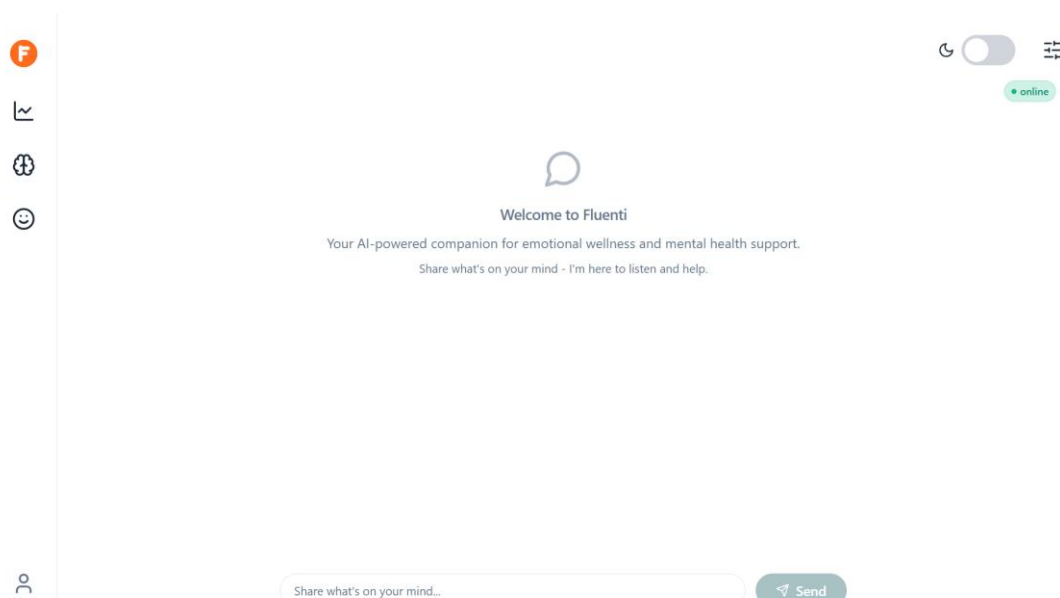 F
online
Welcome to Fluenti
Your AI-powered companion for emotional wellness and mental health support.
Share what's on your mind - I'm here to listen and help.
Share what's on your mind...
Send